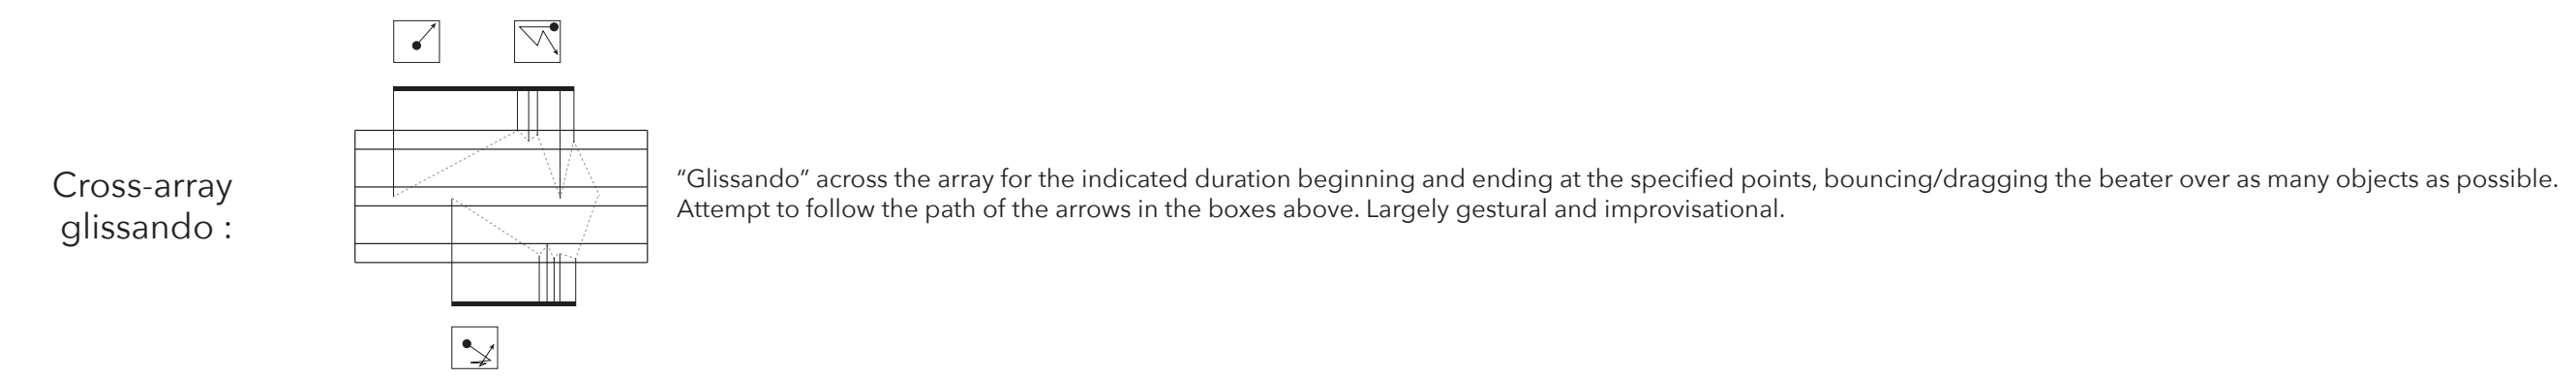 Cross-array
glissando :
“Glissando” across the array for the indicated duration beginning and ending at the specified points, bouncing/dragging the beater over as many objects as possible.
Attempt to follow the path of the arrows in the boxes above. Largely gestural and improvisational.